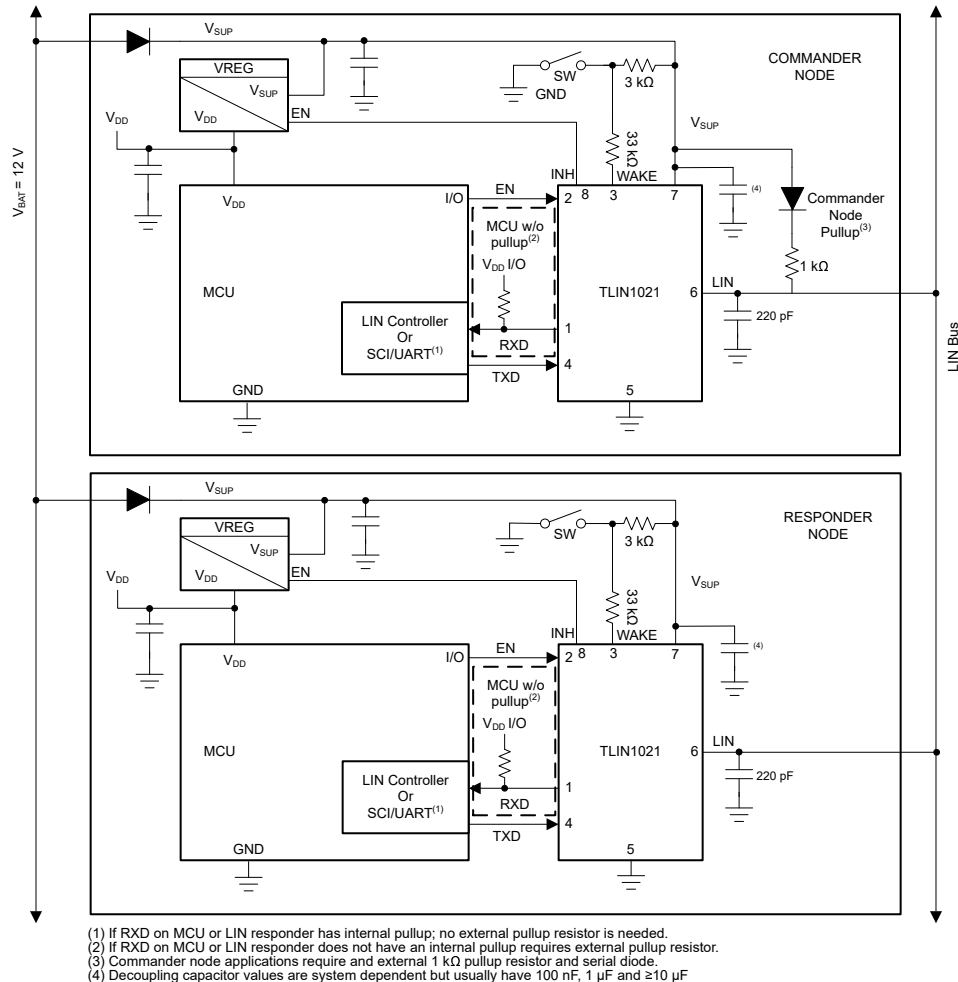 V_BAT = 12 V
V_SUP
COMMANDER
NODE
VREG
V_SUP
V_DD
V_DD
EN
SW
GND
3 kΩ
33 kΩ
V_SUP
INH
WAKE
8
3
7
(4)
Commander
Node
Pullup(3)
1 kΩ
V_DD
I/O
EN
2
MCU w/o
pullup(2)
V_DD I/O
MCU
TLIN1021
6
LIN
220 pF
LIN Controller
Or
SCI/UART(1)
1
RXD
4
TXD
GND
5
LIN Bus
V_SUP
RESPONDER
NODE
VREG
V_SUP
V_DD
V_DD
EN
SW
3 kΩ
33 kΩ
V_SUP
INH
WAKE
8
3
7
(4)
V_DD
I/O
EN
2
MCU w/o
pullup(2)
V_DD I/O
MCU
TLIN1021
6
LIN
220 pF
LIN Controller
Or
SCI/UART(1)
1
RXD
4
TXD
GND
5
(1) If RXD on MCU or LIN responder has internal pullup; no external pullup resistor is needed.
(2) If RXD on MCU or LIN responder does not have an internal pullup requires external pullup resistor.
(3) Commander node applications require and external 1 kΩ pullup resistor and serial diode.
(4) Decoupling capacitor values are system dependent but usually have 100 nF, 1 µF and ≥10 µF